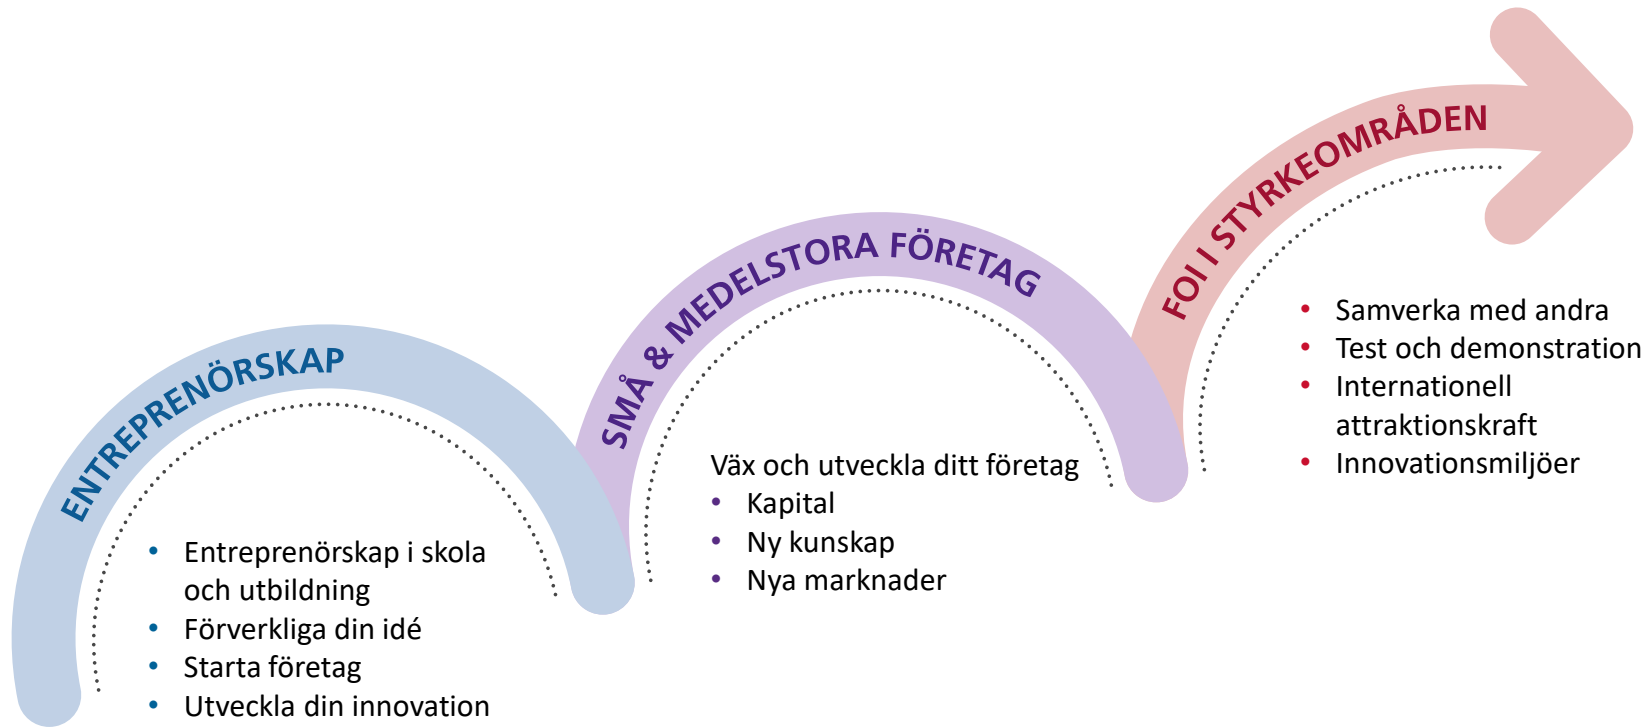 ENTREPRENÖRSKAP
• Entreprenörskap i skola
och utbildning
• Förverkliga din idé
• Starta företag
• Utveckla din innovation
SMÅ & MEDELSTORA FÖRETAG
Väx och utveckla ditt företag
• Kapital
• Ny kunskap
• Nya marknader
FOI I STYRKEOMRÅDEN
• Samverka med andra
• Test och demonstration
• Internationell
attraktionskraft
• Innovationsmiljöer